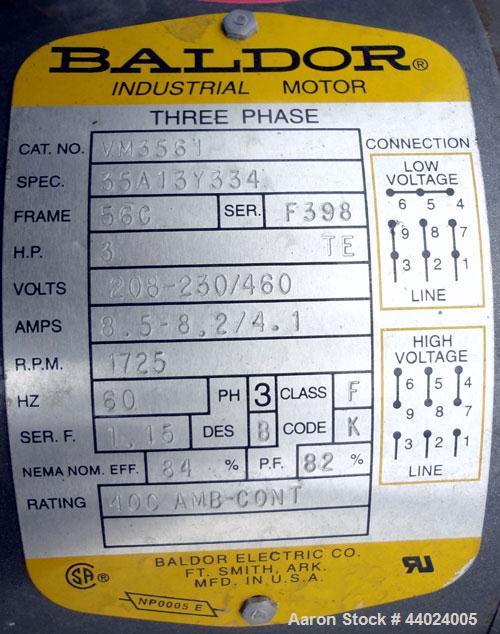 BALDOR®
INDUSTRIAL MOTOR
THREE PHASE
CAT. NO. VM3561
SPEC. 35A13Y334
FRAME 56C SER. F398
H.P. 3 TE
VOLTS 208-230/460
AMPS 8.5-8.2/4.1
R.P.M. 1725
HZ 60 PH 3 CLASS F
SER. F. 1.15 DES B CODE K
NEMA NOM. EFF. 84 % P.F. 82 %
RATING 40C AMB-CONT
CONNECTION
LOW
VOLTAGE
6 5 4
9 8 7
3 2 1
LINE
HIGH
VOLTAGE
6 5 4
9 8 7
3 2 1
LINE
BALDOR ELECTRIC CO.
FT. SMITH, ARK.
MFD. IN U.S.A.
SA
NP0005 E
Aaron Stock # 44024005